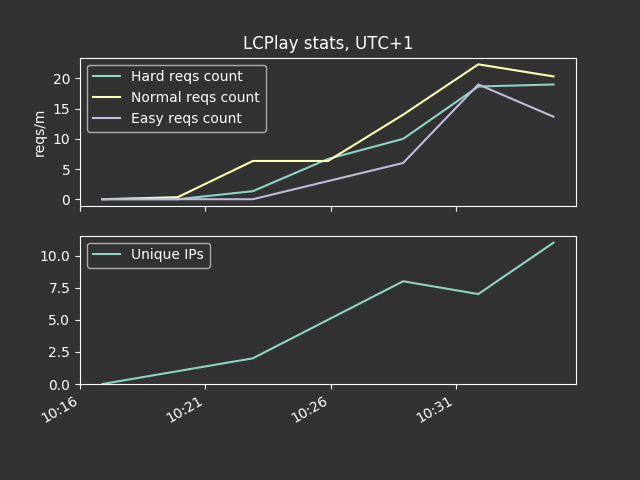 LCPlay stats, UTC+1
Hard reqs count
Normal reqs count
Easy reqs count
reqs/m
20
15
10
5
0
Unique IPs
10.0
7.5
5.0
2.5
0.0
10:16
10:21
10:26
10:31